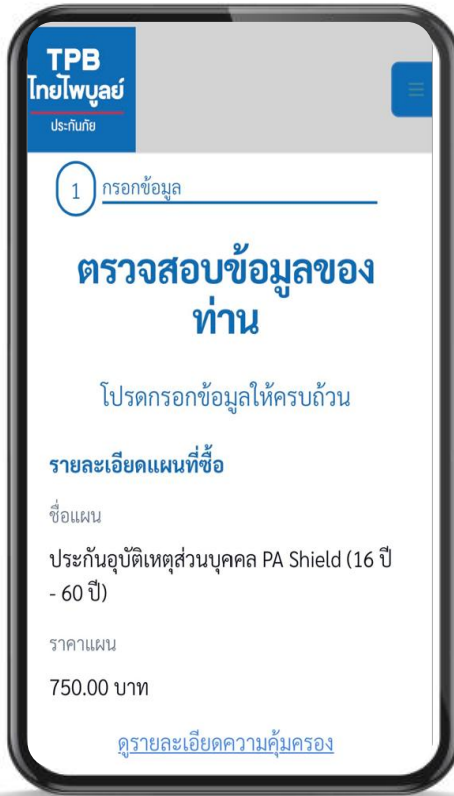 TPB
ไทยไพบูลย์
ประกันภัย
1 กรอกข้อมูล
ตรวจสอบข้อมูลของ
ท่าน
โปรดกรอกข้อมูลให้ครบถ้วน
รายละเอียดแผนที่ซื้อ
ชื่อแผน
ประกันอุบัติเหตุส่วนบุคคล PA Shield (16 ปี
- 60 ปี)
ราคาแผน
750.00 บาท
ดูรายละเอียดความคุ้มครอง